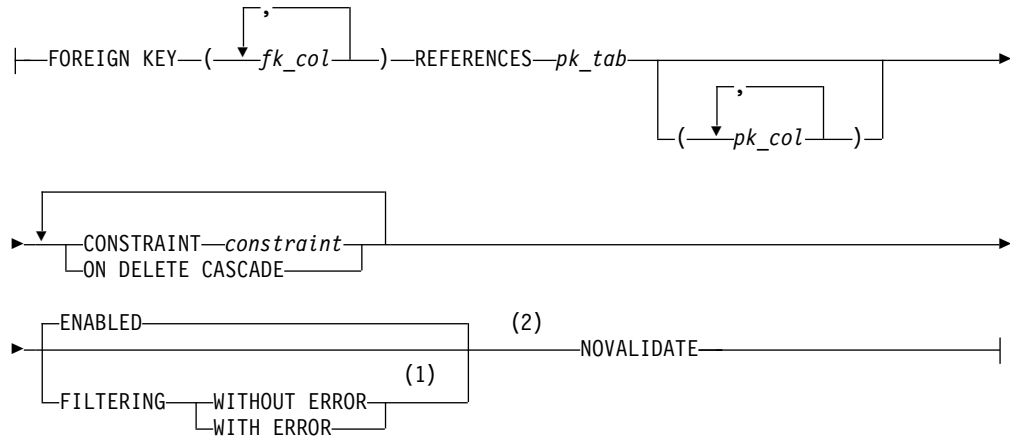 ,
FOREIGN KEY ( fk_col ) REFERENCES pk_tab
,
( pk_col )
CONSTRAINT constraint
ON DELETE CASCADE
ENABLED
(2)
NOVALIDATE
(1)
FILTERING WITHOUT ERROR
WITH ERROR